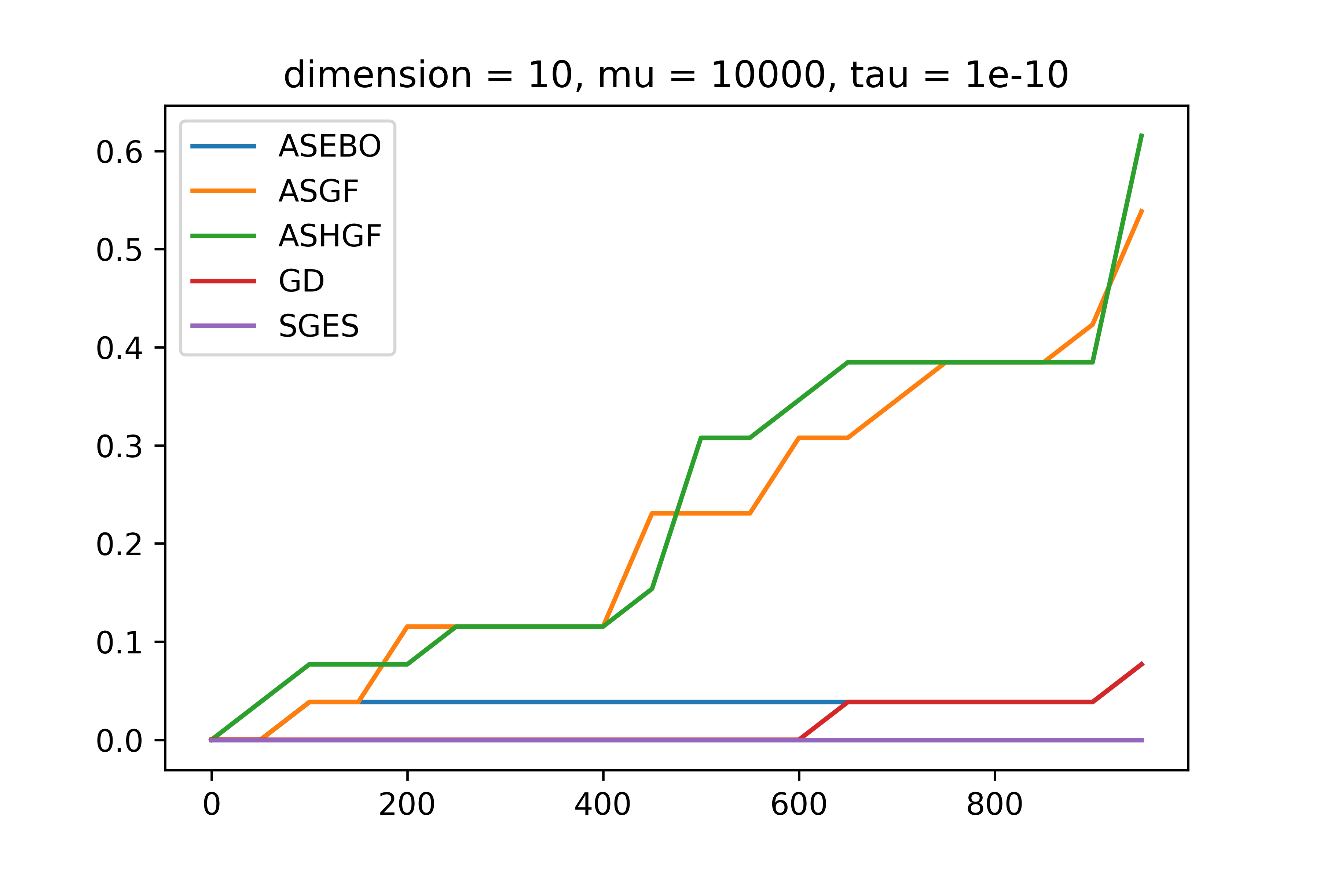 dimension = 10, mu = 10000, tau = 1e-10
ASEBO
ASGF
ASHGF
GD
SGES
0.6
0.5
0.4
0.3
0.2
0.1
0.0
0 200 400 600 800